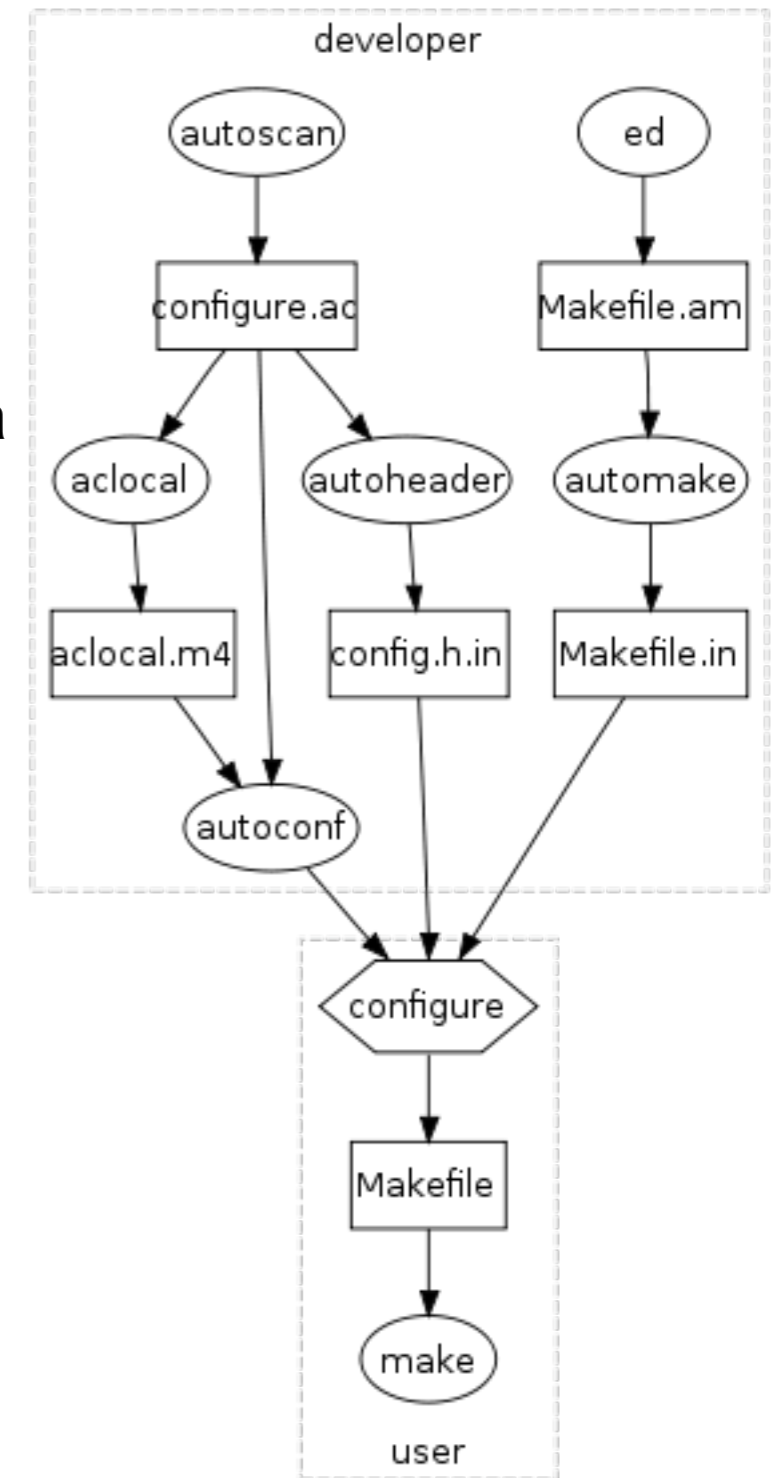 developer
autoscan
ed
configure.ac
Makefile.am
aclocal
autoheader
automake
aclocal.m4
config.h.in
Makefile.in
autoconf
configure
Makefile
make
user